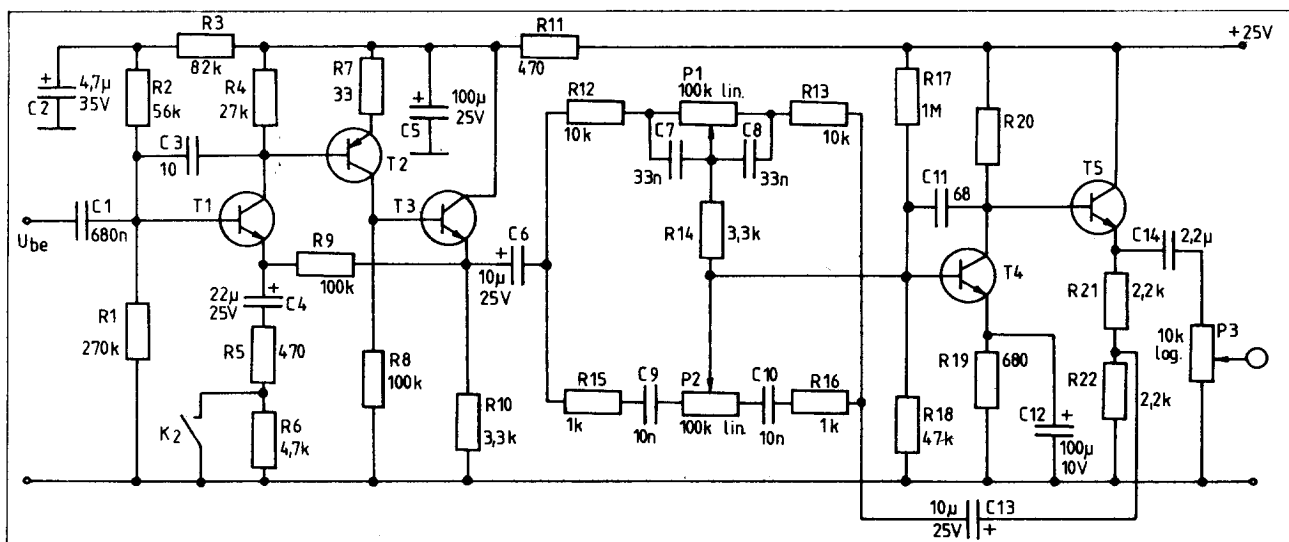 R3
82k
R11
470
+25V
4,7µ
35V
C2
R2
56k
R4
27k
R7
33
100µ
25V
C5
R12
10k
P1
100k lin.
R13
10k
R17
1M
R20
C3
10
T2
C7
33n
C8
33n
C11
68
T5
C1
680n
Ube
T1
T3
R9
100k
C6
10µ
25V
R14
3,3k
T4
C14
2,2µ
R21
2,2k
22µ
25V
C4
R1
270k
R5
470
R8
100k
R19
680
P3
10k
log.
R22
2,2k
R15
1k
C9
10n
P2
100k lin.
C10
10n
R16
1k
K2
R6
4,7k
R10
3,3k
R18
47k
C12
100µ
10V
10µ
25V
C13